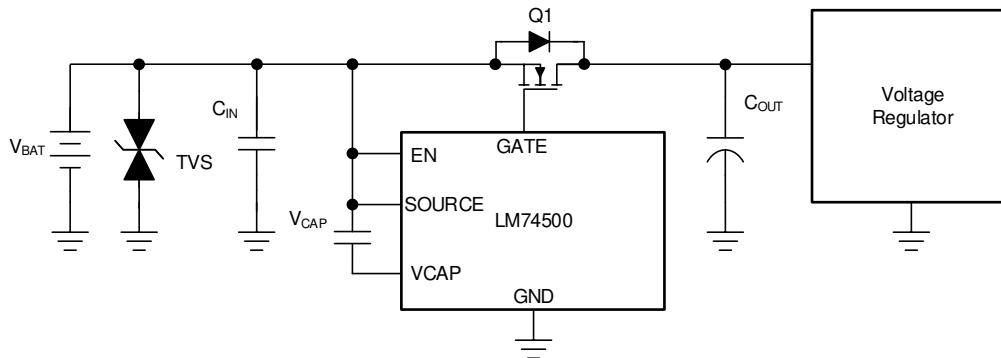 Q1
V_BAT
TVS
C_IN
V_CAP
EN
SOURCE
VCAP
GATE
LM74500
GND
C_OUT
Voltage
Regulator